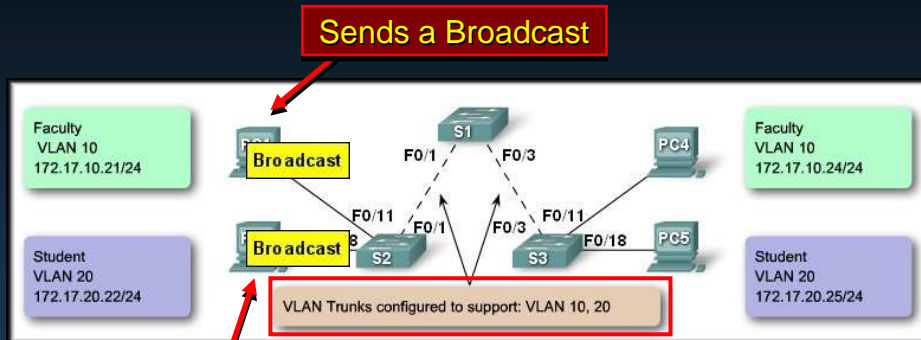 Sends a Broadcast
Faculty
VLAN 10
172.17.10.21/24
Broadcast
S1
F0/1
F0/3
PC4
Faculty
VLAN 10
172.17.10.24/24
F0/11
F0/1
F0/3
F0/11
Student
VLAN 20
172.17.20.22/24
Broadcast
8
S2
S3
F0/18
PC5
Student
VLAN 20
172.17.20.25/24
VLAN Trunks configured to support: VLAN 10, 20